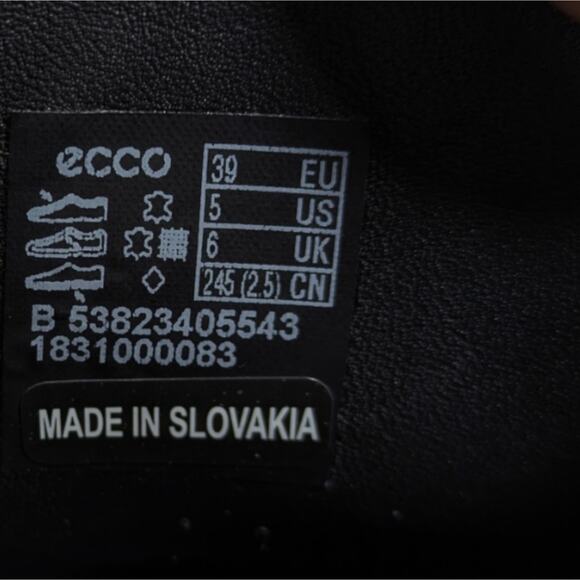 ecco
39 EU
5 US
6 UK
245 (2.5) CN
B 53823405543
1831000083
MADE IN SLOVAKIA